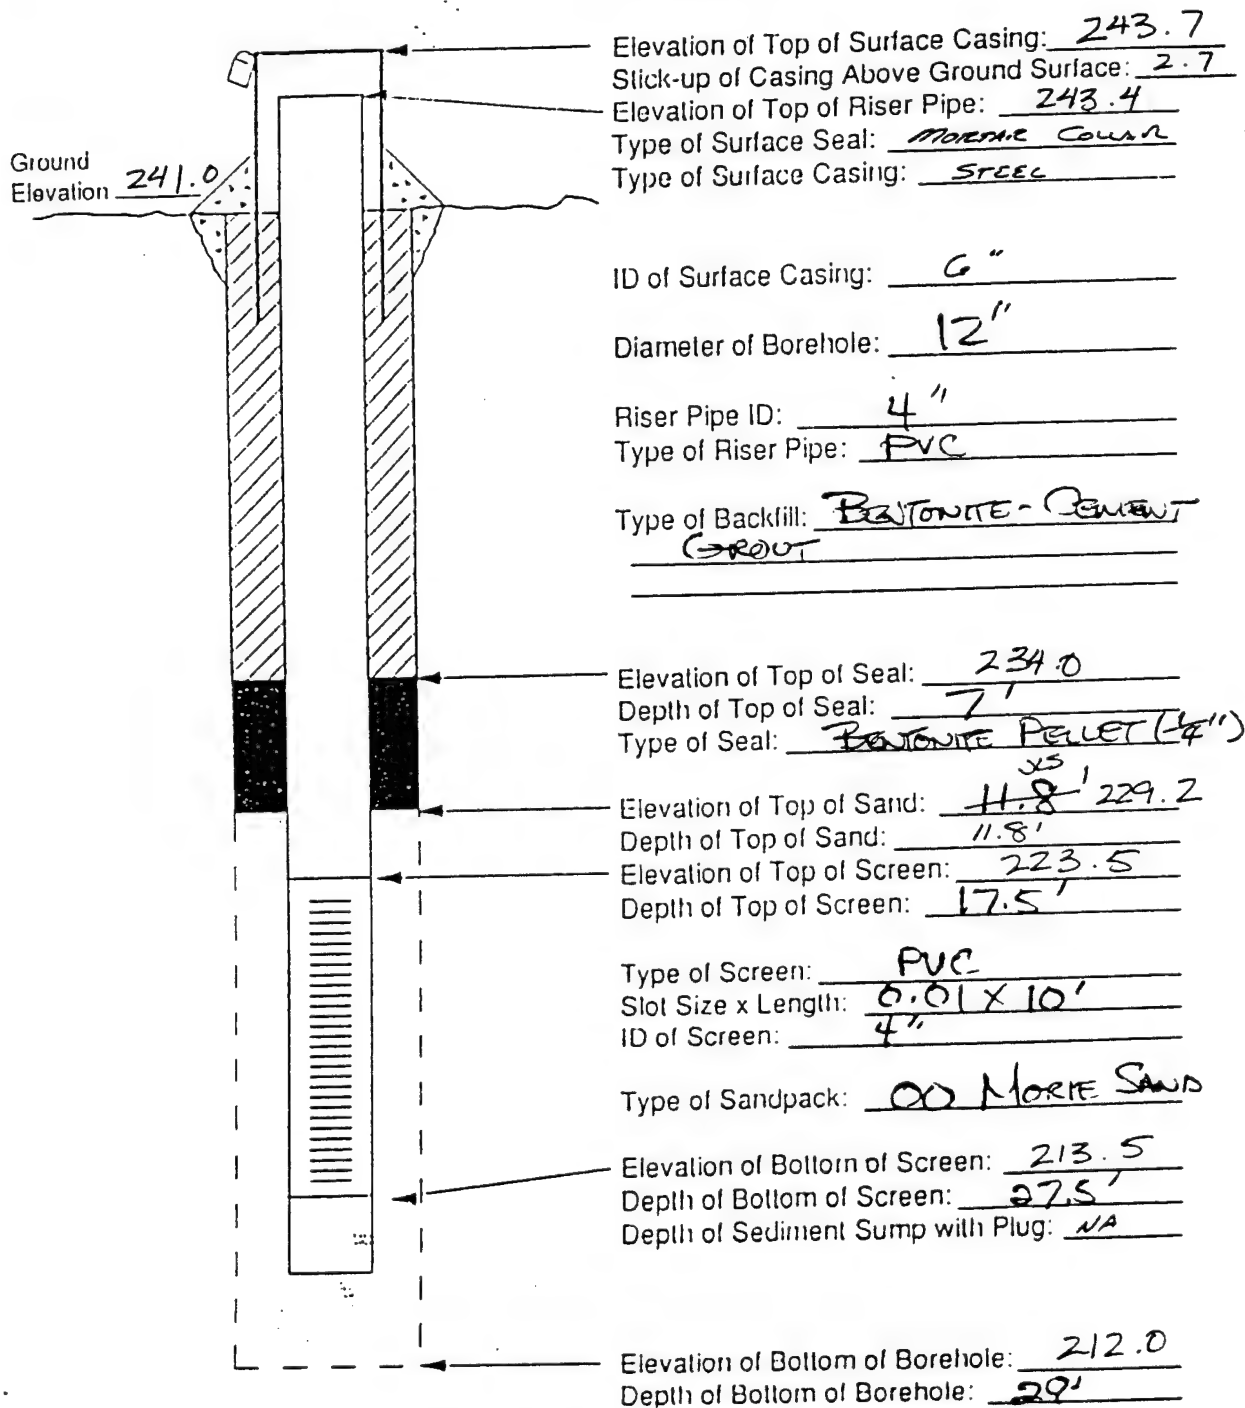 Elevation of Top of Surface Casing: 243.7
Stick-up of Casing Above Ground Surface: 2.7
Elevation of Top of Riser Pipe: 243.4
Type of Surface Seal: MORTAR COLLAR
Type of Surface Casing: STEEL
Ground
Elevation 241.0
ID of Surface Casing: 6"
Diameter of Borehole: 12"
Riser Pipe ID: 4"
Type of Riser Pipe: PVC
Type of Backfill: BENTONITE - CEMENT
GROUT
Elevation of Top of Seal: 234.0
Depth of Top of Seal: 7'
Type of Seal: BENTONITE PELLET (1/4")
Elevation of Top of Sand: 11.8' 229.2
Depth of Top of Sand: 11.8'
Elevation of Top of Screen: 223.5
Depth of Top of Screen: 17.5'
Type of Screen: PVC
Slot Size x Length: 0.01 X 10'
ID of Screen: 4"
Type of Sandpack: 00 MORIE SAND
Elevation of Bottom of Screen: 213.5
Depth of Bottom of Screen: 27.5'
Depth of Sediment Sump with Plug: NA
Elevation of Bottom of Borehole: 212.0
Depth of Bottom of Borehole: 29'